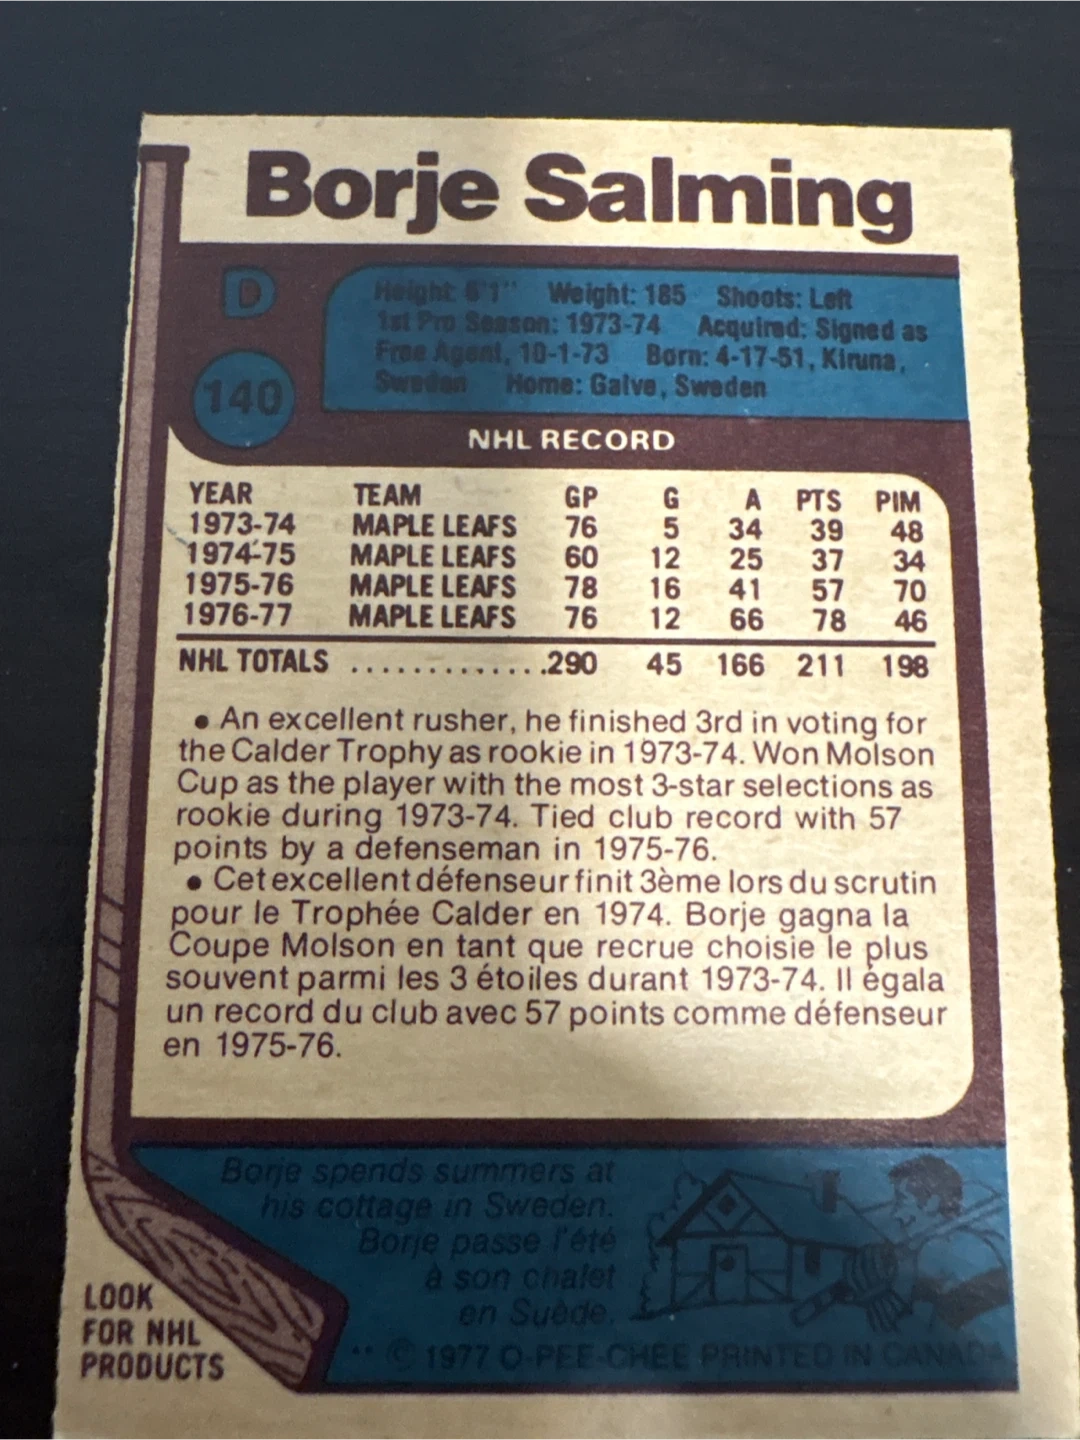 Borje Salming
D
140
Height: 6'1" Weight: 185 Shoots: Left
1st Pro Season: 1973-74 Acquired: Signed as
Free Agent, 10-1-73 Born: 4-17-51, Kiruna,
Sweden Home: Galve, Sweden
NHL RECORD
YEAR TEAM GP G A PTS PIM
1973-74 MAPLE LEAFS 76 5 34 39 48
1974-75 MAPLE LEAFS 60 12 25 37 34
1975-76 MAPLE LEAFS 78 16 41 57 70
1976-77 MAPLE LEAFS 76 12 66 78 46
NHL TOTALS ..............290 45 166 211 198
• An excellent rusher, he finished 3rd in voting for
the Calder Trophy as rookie in 1973-74. Won Molson
Cup as the player with the most 3-star selections as
rookie during 1973-74. Tied club record with 57
points by a defenseman in 1975-76.
• Cet excellent défenseur finit 3ème lors du scrutin
pour le Trophée Calder en 1974. Borje gagna la
Coupe Molson en tant que recrue choisie le plus
souvent parmi les 3 étoiles durant 1973-74. Il égala
un record du club avec 57 points comme défenseur
en 1975-76.
Borje spends summers at
his cottage in Sweden.
Borje passe l'été
à son chalet
en Suède.
LOOK
FOR NHL
PRODUCTS
** © 1977 O-PEE-CHEE PRINTED IN CANADA